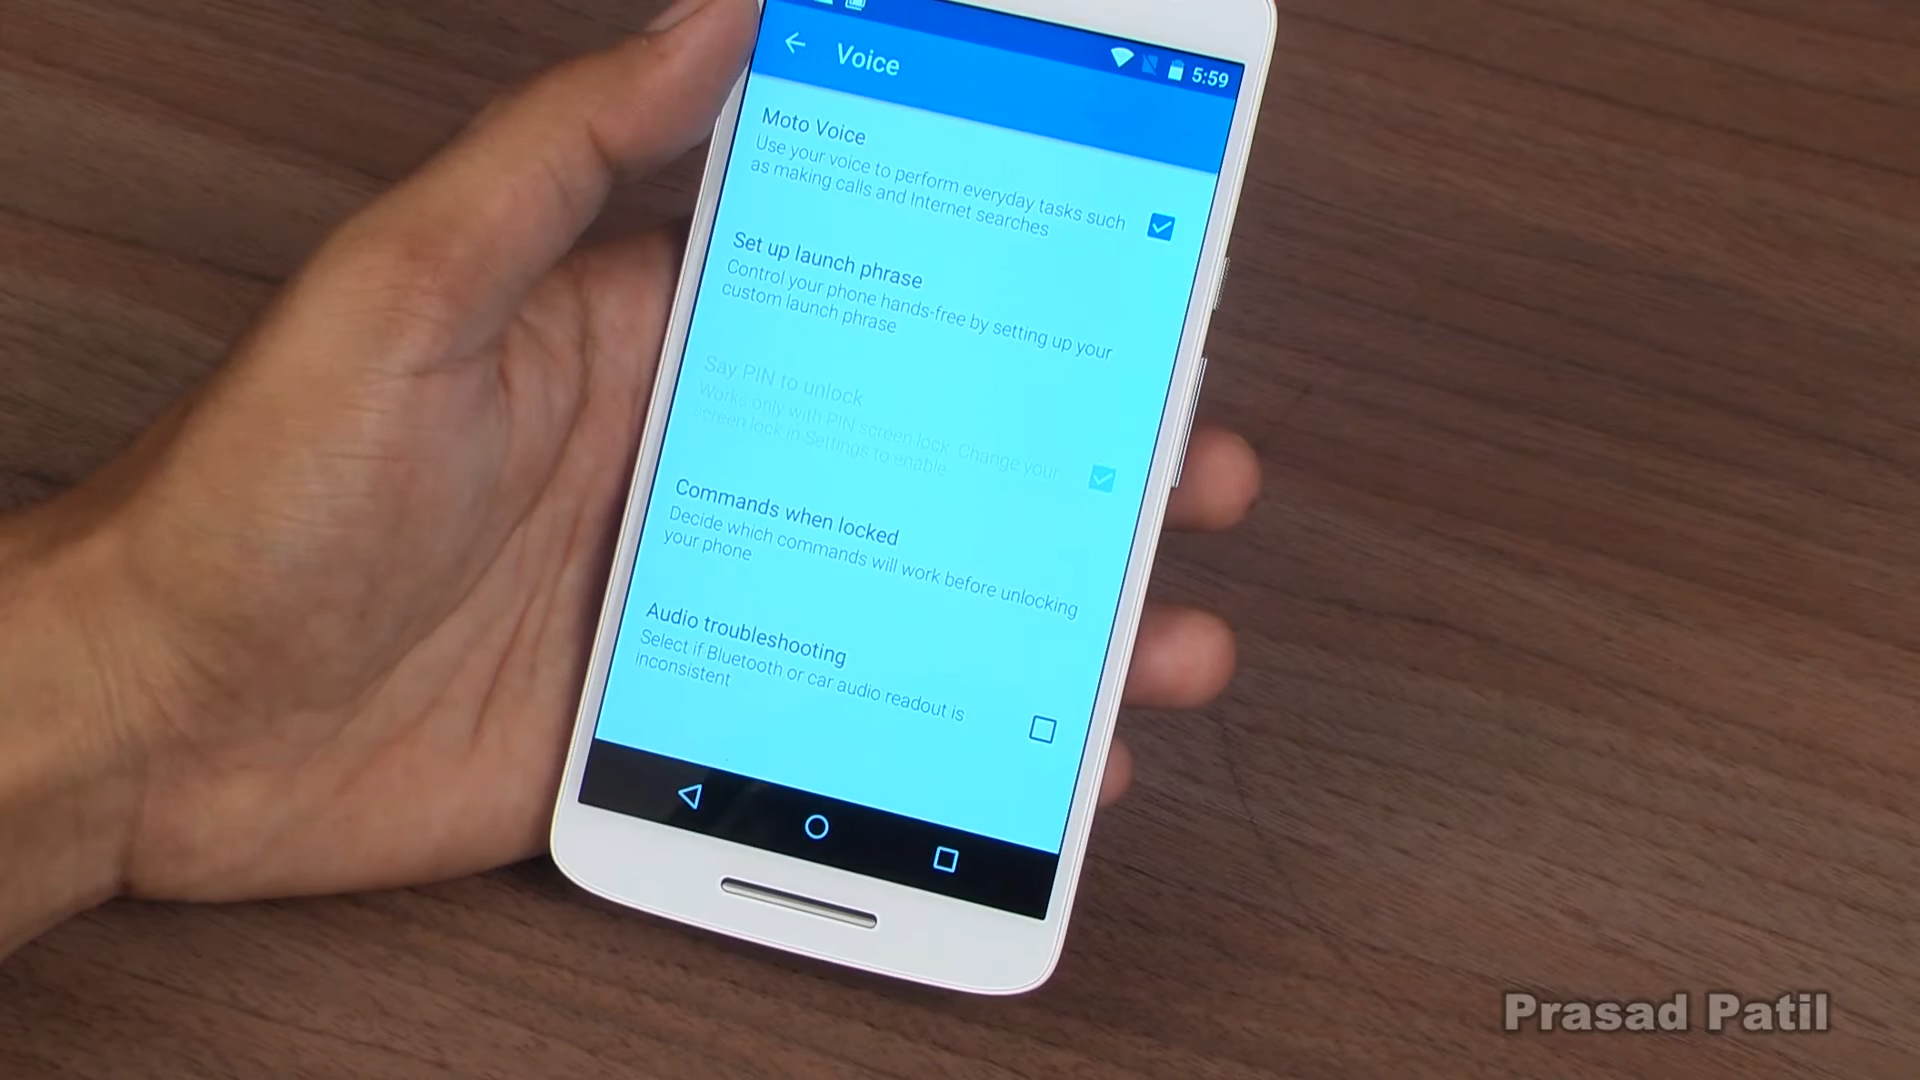 5:59
Voice
Moto Voice
Use your voice to perform everyday tasks such
as making calls and Internet searches
Set up launch phrase
Control your phone hands-free by setting up your
custom launch phrase
Say PIN to unlock
Works only with PIN screen lock. Change your
screen lock in Settings to enable
Commands when locked
Decide which commands will work before unlocking
your phone
Audio troubleshooting
Select if Bluetooth or car audio readout is
inconsistent
Prasad Patil